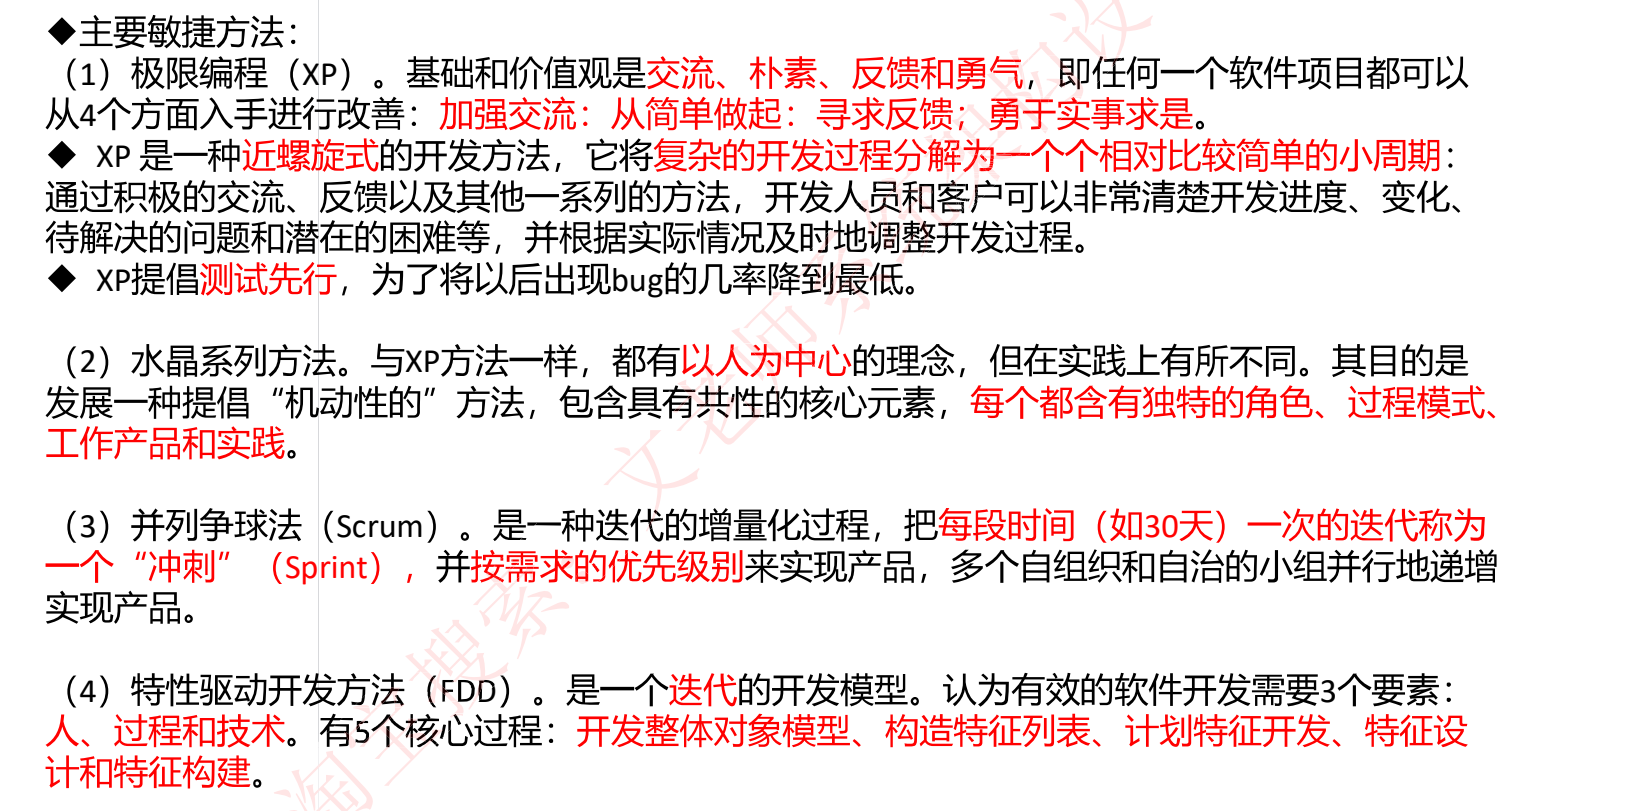 ◆主要敏捷方法：
（1）极限编程（XP）。基础和价值观是交流、朴素、反馈和勇气，即任何一个软件项目都可以
从4个方面入手进行改善：加强交流：从简单做起：寻求反馈；勇于实事求是。
◆ XP 是一种近螺旋式的开发方法，它将复杂的开发过程分解为一个个相对比较简单的小周期：
通过积极的交流、反馈以及其他一系列的方法，开发人员和客户可以非常清楚开发进度、变化、
待解决的问题和潜在的困难等，并根据实际情况及时地调整开发过程。
◆ XP提倡测试先行，为了将以后出现bug的几率降到最低。
（2）水晶系列方法。与XP方法一样，都有以人为中心的理念，但在实践上有所不同。其目的是
发展一种提倡“机动性的”方法，包含具有共性的核心元素，每个都含有独特的角色、过程模式、
工作产品和实践。
（3）并列争球法（Scrum）。是一种迭代的增量化过程，把每段时间（如30天）一次的迭代称为
一个“冲刺”（Sprint），并按需求的优先级别来实现产品，多个自组织和自治的小组并行地递增
实现产品。
（4）特性驱动开发方法（FDD）。是一个迭代的开发模型。认为有效的软件开发需要3个要素：
人、过程和技术。有5个核心过程：开发整体对象模型、构造特征列表、计划特征开发、特征设
计和特征构建。
淘宝搜索 文老师系统架构设